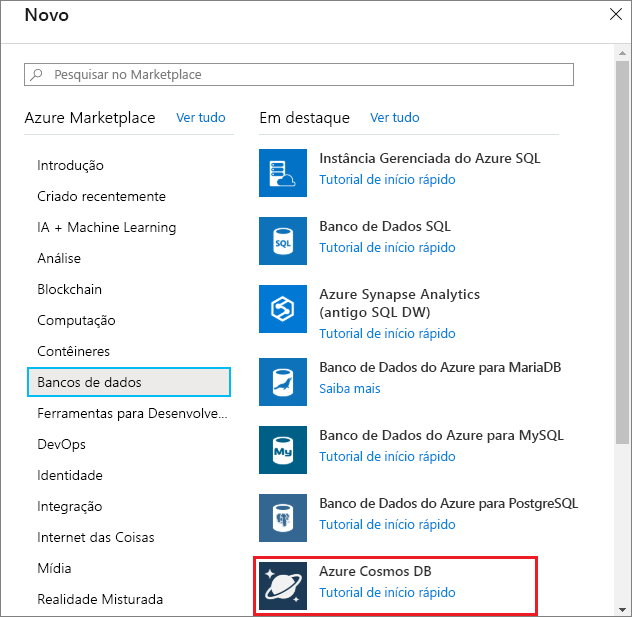 Novo
Pesquisar no Marketplace
Azure Marketplace Ver tudo
Introdução
Criado recentemente
IA + Machine Learning
Análise
Blockchain
Computação
Contêineres
Bancos de dados
Ferramentas para Desenvolve...
DevOps
Identidade
Integração
Internet das Coisas
Mídia
Realidade Misturada
Em destaque Ver tudo
Instância Gerenciada do Azure SQL
Tutorial de início rápido
SQL
Banco de Dados SQL
Tutorial de início rápido
Azure Synapse Analytics
(antigo SQL DW)
Tutorial de início rápido
Banco de Dados do Azure para MariaDB
Saiba mais
My
Banco de Dados do Azure para MySQL
Tutorial de início rápido
Banco de Dados do Azure para PostgreSQL
Tutorial de início rápido
Azure Cosmos DB
Tutorial de início rápido